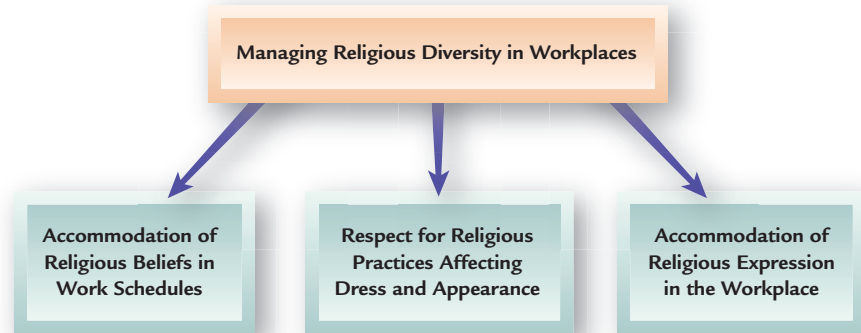 Managing Religious Diversity in Workplaces
Accommodation of
Religious Beliefs in
Work Schedules
Respect for Religious
Practices Affecting
Dress and Appearance
Accommodation of
Religious Expression
in the Workplace